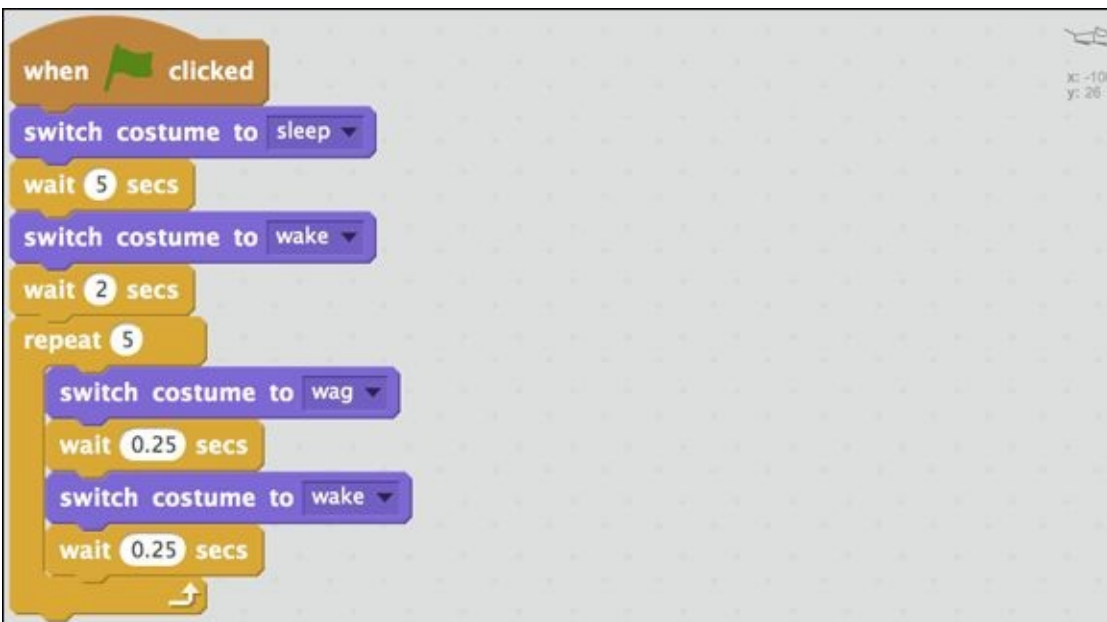 when clicked
switch costume to sleep
wait 5 secs
switch costume to wake
wait 2 secs
repeat 5
switch costume to wag
wait 0.25 secs
switch costume to wake
wait 0.25 secs
x:
y: 26